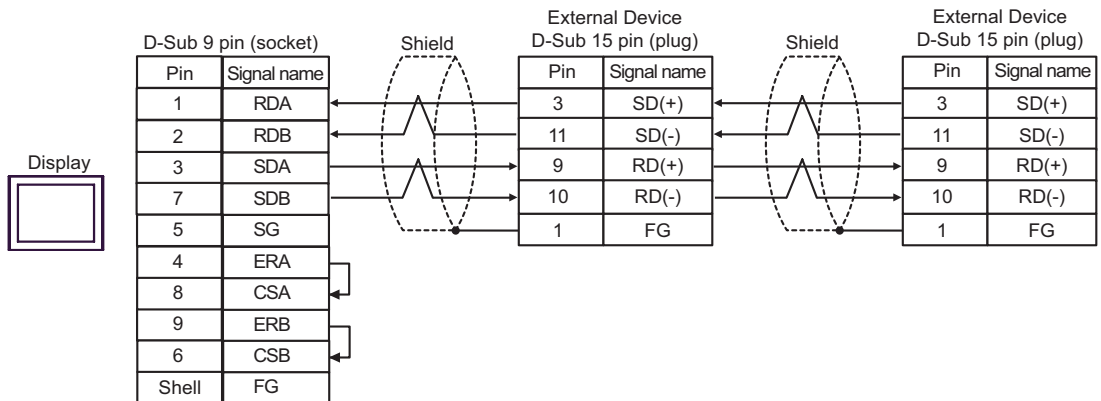 External Device
External Device
D-Sub 9 pin (socket)
Shield
D-Sub 15 pin (plug)
Shield
D-Sub 15 pin (plug)
Display
Pin Signal name
1 RDA
2 RDB
3 SDA
7 SDB
5 SG
4 ERA
8 CSA
9 ERB
6 CSB
Shell FG
Pin Signal name
3 SD(+)
11 SD(-)
9 RD(+)
10 RD(-)
1 FG
Pin Signal name
3 SD(+)
11 SD(-)
9 RD(+)
10 RD(-)
1 FG